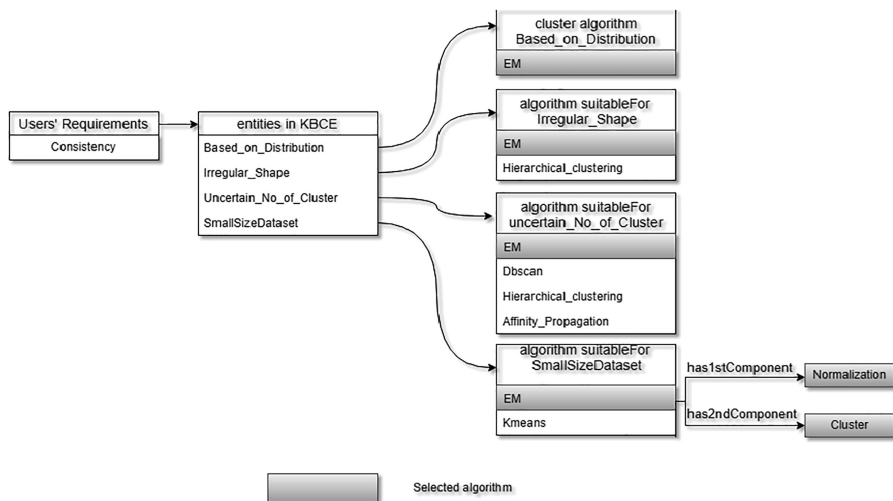 Users' Requirements
Consistency
entities in KBCE
Based_on_Distribution
Irregular_Shape
Uncertain_No_of_Cluster
SmallSizeDataset
cluster algorithm
Based_on_Distribution
EM
algorithm suitableFor
Irregular_Shape
EM
Hierarchical_clustering
algorithm suitableFor
uncertain_No_of_Cluster
EM
Dbscan
Hierarchical_clustering
Affinity_Propagation
algorithm suitableFor
SmallSizeDataset
EM
Kmeans
has1stComponent
Normalization
has2ndComponent
Cluster
Selected algorithm